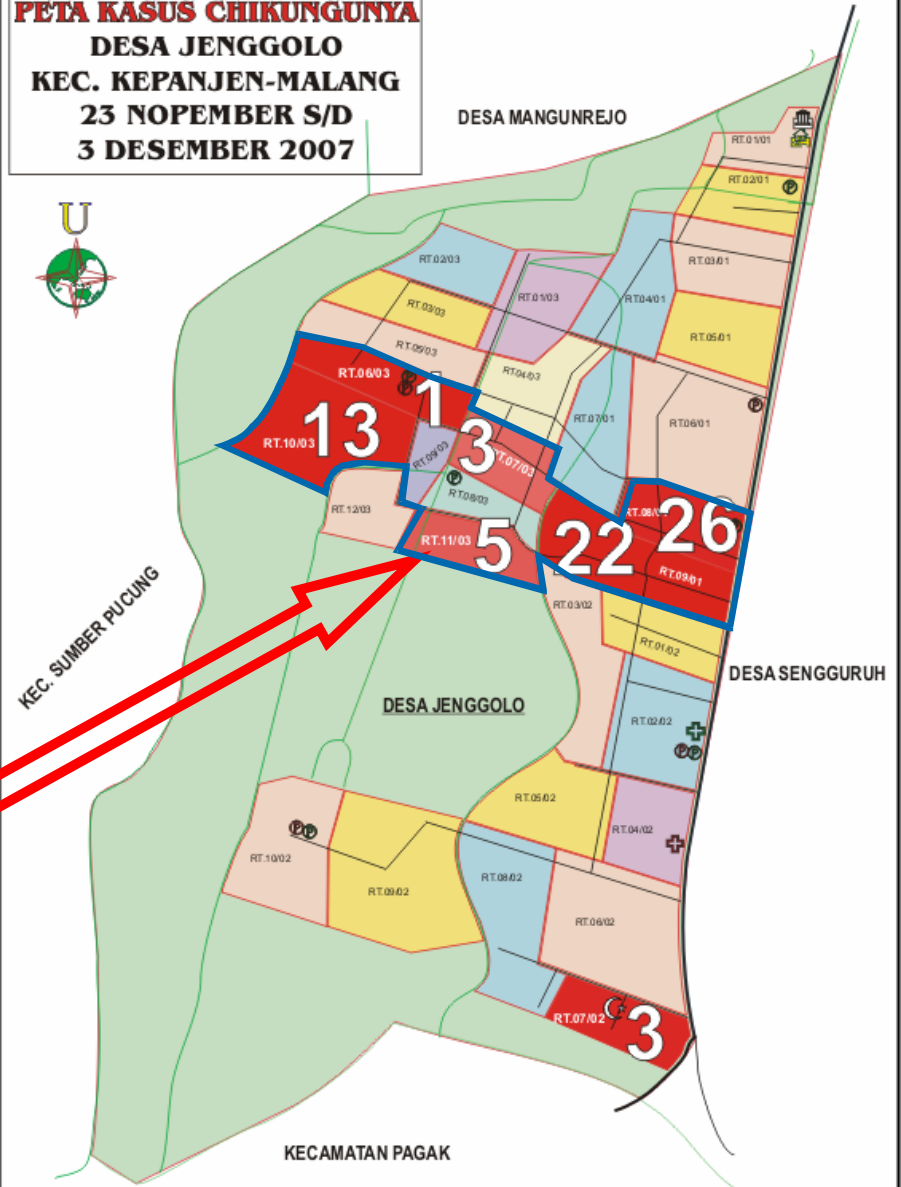 PETA KASUS CHIKUNGUNYA
DESA JENGGOLO
KEC. KEPANJEN-MALANG
23 NOPEMBER S/D
3 DESEMBER 2007
U
DESA MANGUNREJO
RT.01/01
RT.02/01
RT.03/01
RT.04/01
RT.05/01
RT.02/03
RT.01/03
RT.03/03
RT.05/03
RT.04/03
RT.06/03
RT.07/01
RT.06/01
1
13
3
RT.10/03
RT.09/03
RT.07/03
RT.08/03
RT.12/03
RT.11/03
5
22
RT.08/
26
RT.09/01
RT.03/02
RT.01/02
KEC. SUMBER PUCUNG
DESA SENGGURUH
DESA JENGGOLO
RT.02/02
P
P
RT.05/02
RT.04/02
RT.10/02
RT.09/02
RT.08/02
RT.06/02
RT.07/02
3
KECAMATAN PAGAK